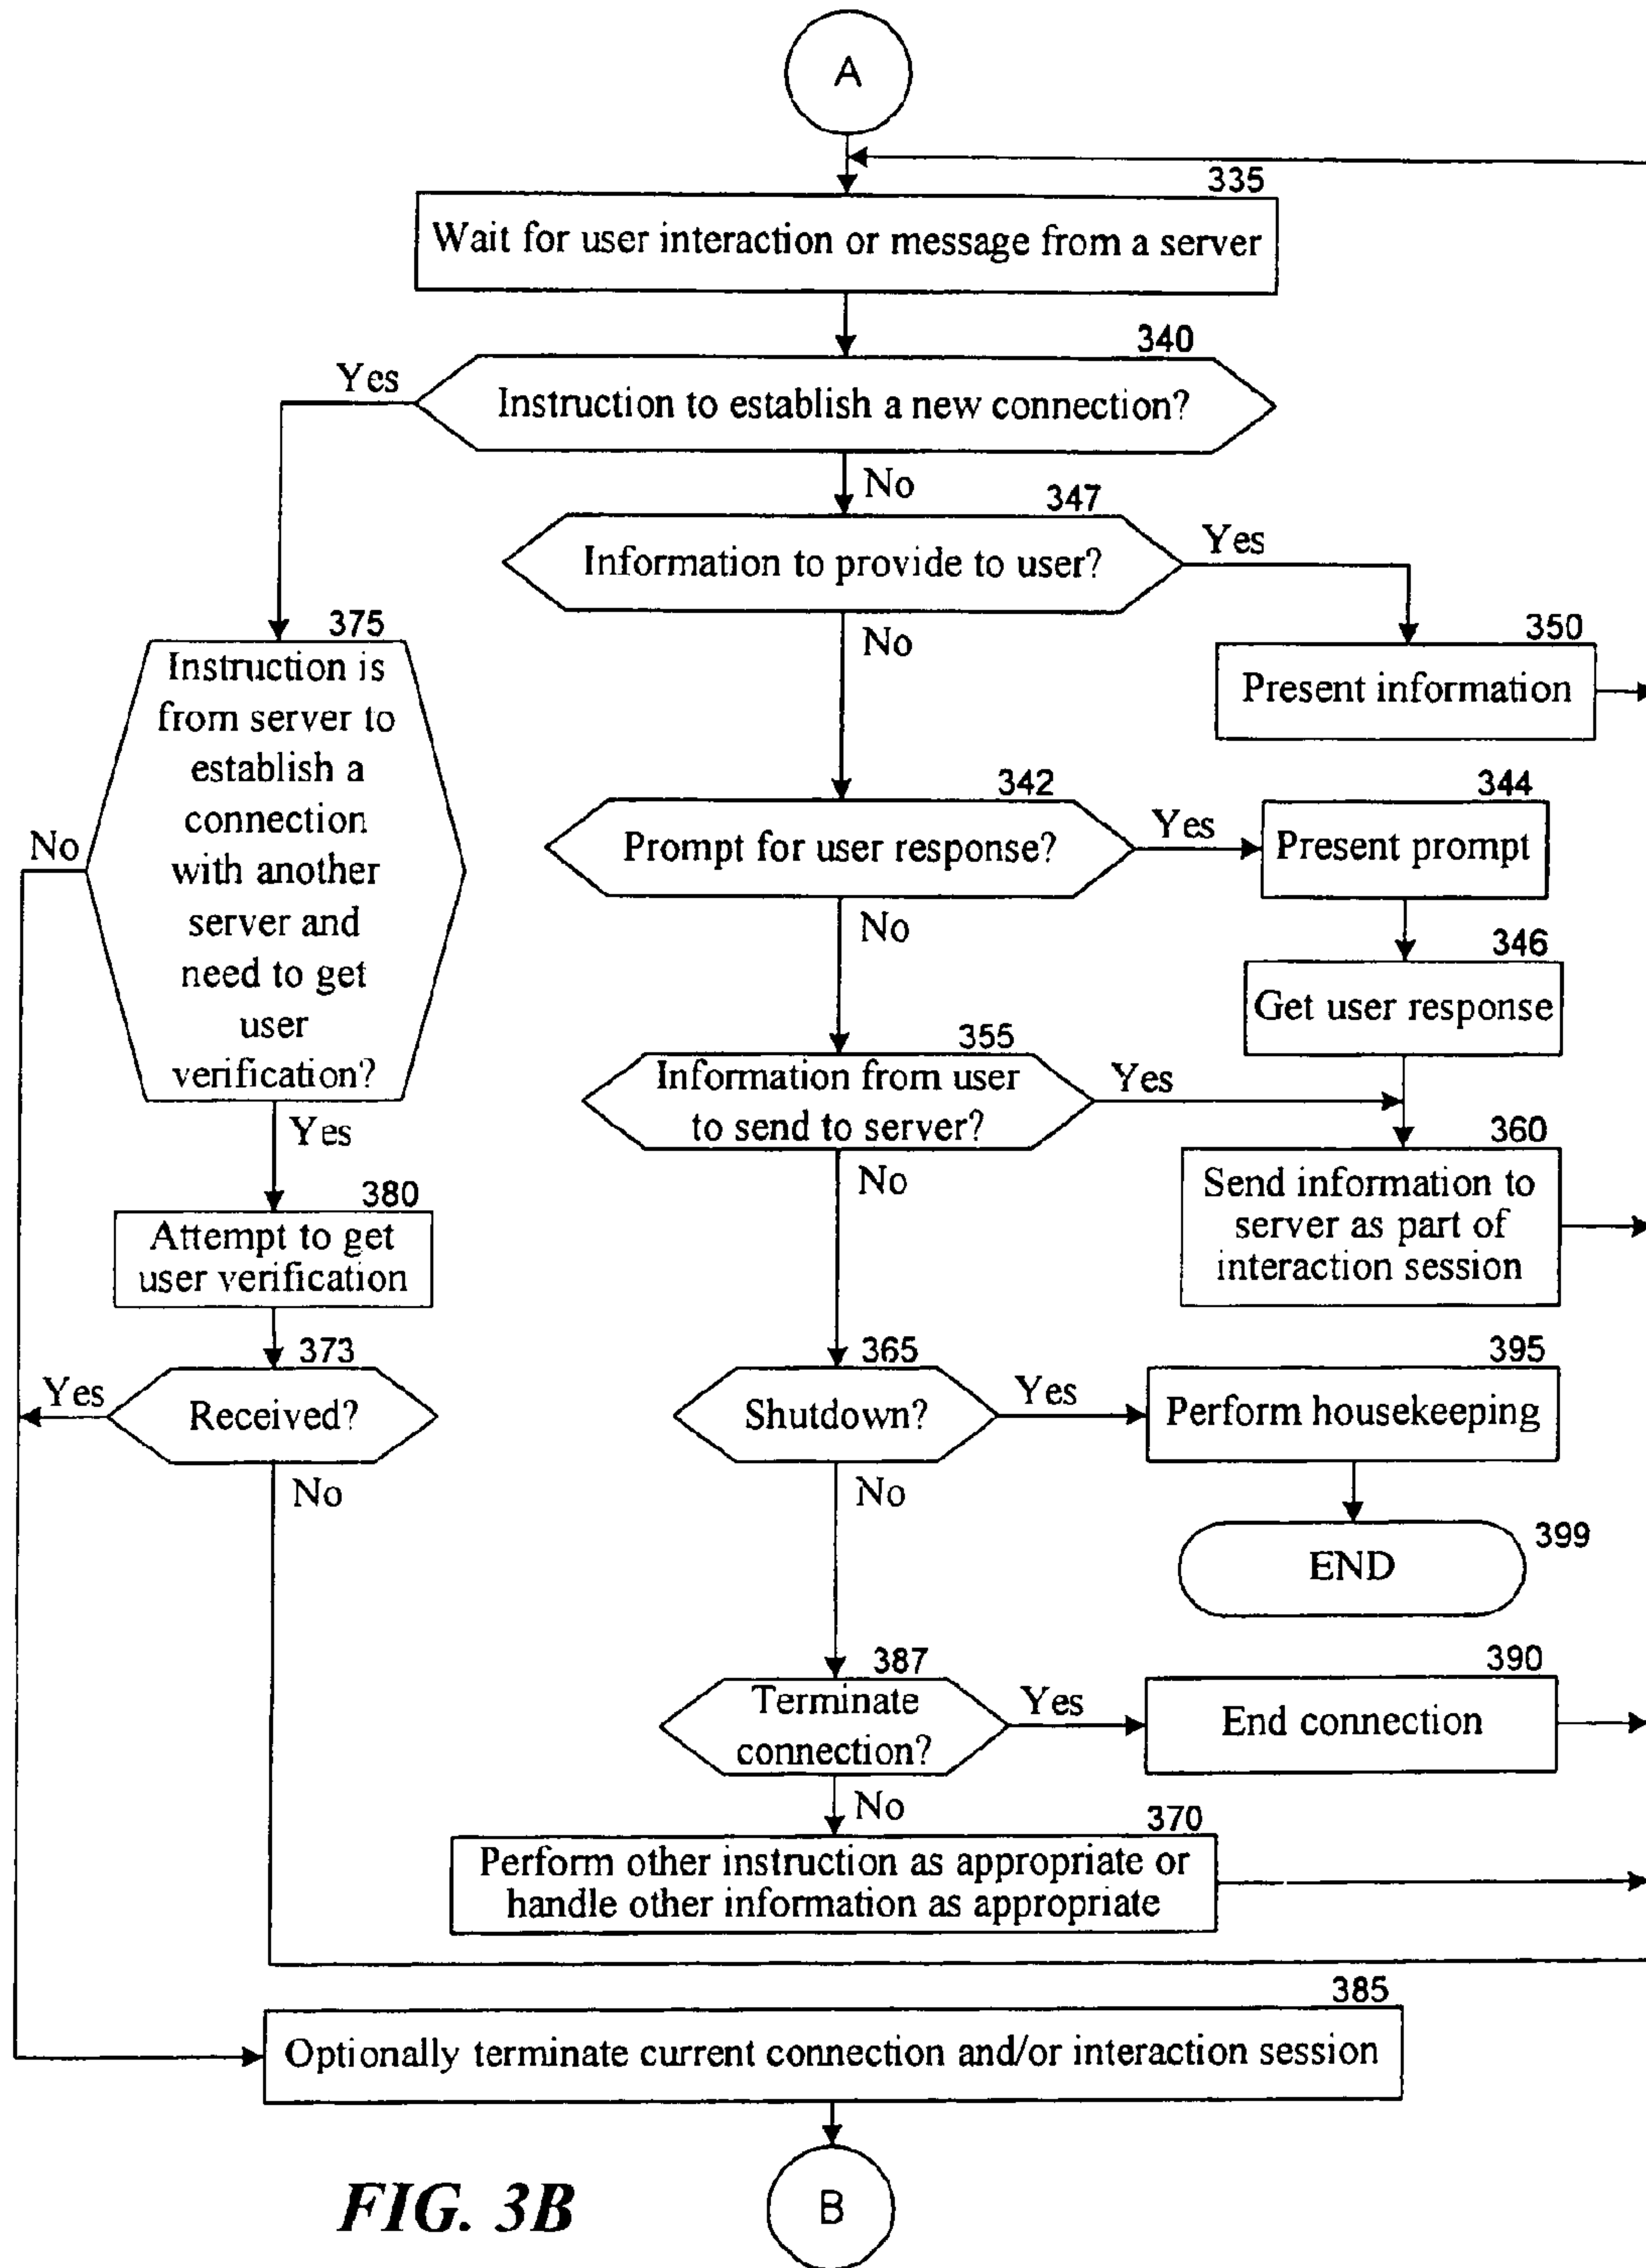 A
335
Wait for user interaction or message from a server
340
Yes
Instruction to establish a new connection?
No
347
Information to provide to user?
Yes
No
350
Present information
375
Instruction is
from server to
establish a
connection
with another
server and
need to get
user
verification?
No
Yes
342
Prompt for user response?
Yes
No
344
Present prompt
346
Get user response
355
Information from user
to send to server?
Yes
No
360
Send information to
server as part of
interaction session
380
Attempt to get
user verification
373
Received?
Yes
No
365
Shutdown?
Yes
No
395
Perform housekeeping
399
END
387
Terminate
connection?
Yes
No
390
End connection
370
Perform other instruction as appropriate or
handle other information as appropriate
385
Optionally terminate current connection and/or interaction session
B
FIG. 3B